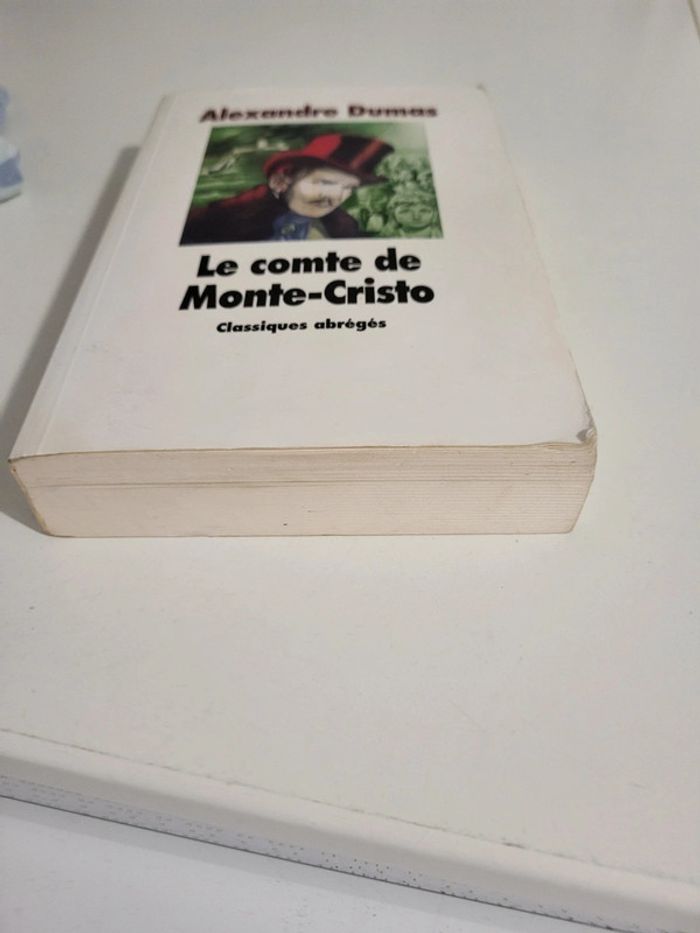 Alexandre Dumas
Le comte de
Monte-Cristo
Classiques abrégés